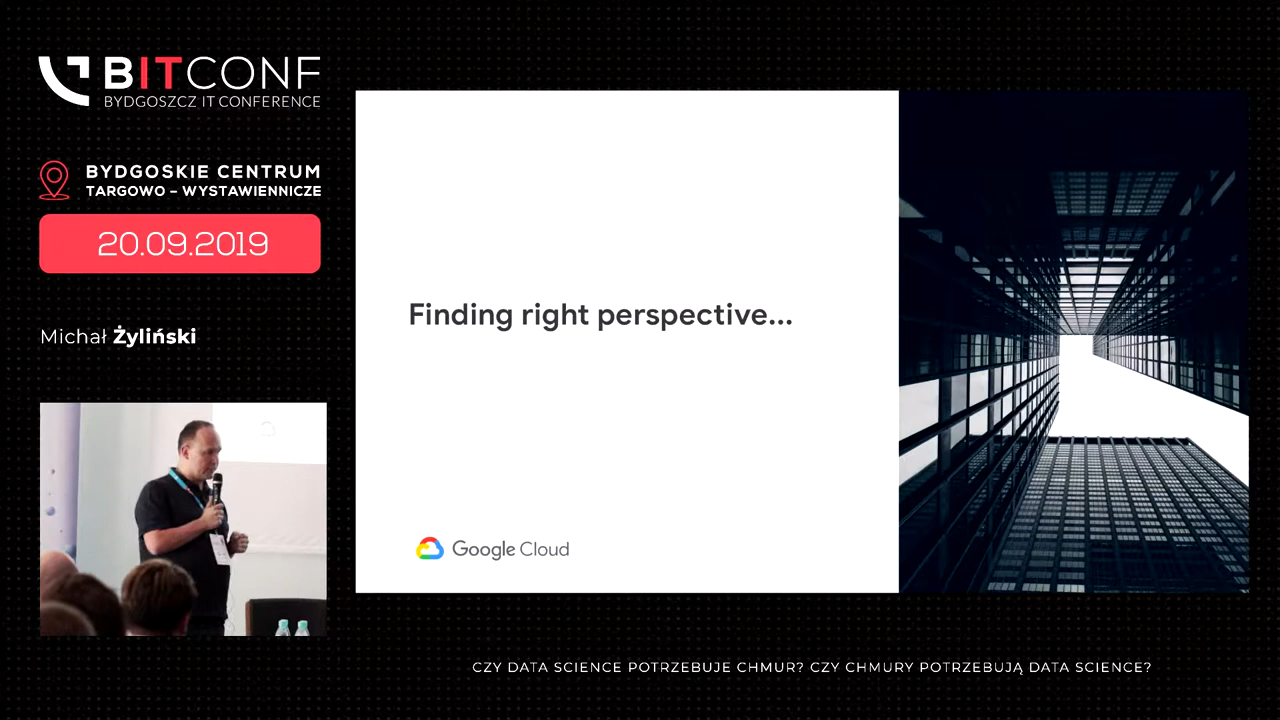 BITCONF
BYDGOSZCZ IT CONFERENCE
BYDGOSKIE CENTRUM
TARGOWO – WYSTAWIENNICZE
20.09.2019
Michał Żyliński
Finding right perspective...
Google Cloud
CZY DATA SCIENCE POTRZEBUJE CHMUR? CZY CHMURY POTRZEBUJĄ DATA SCIENCE?